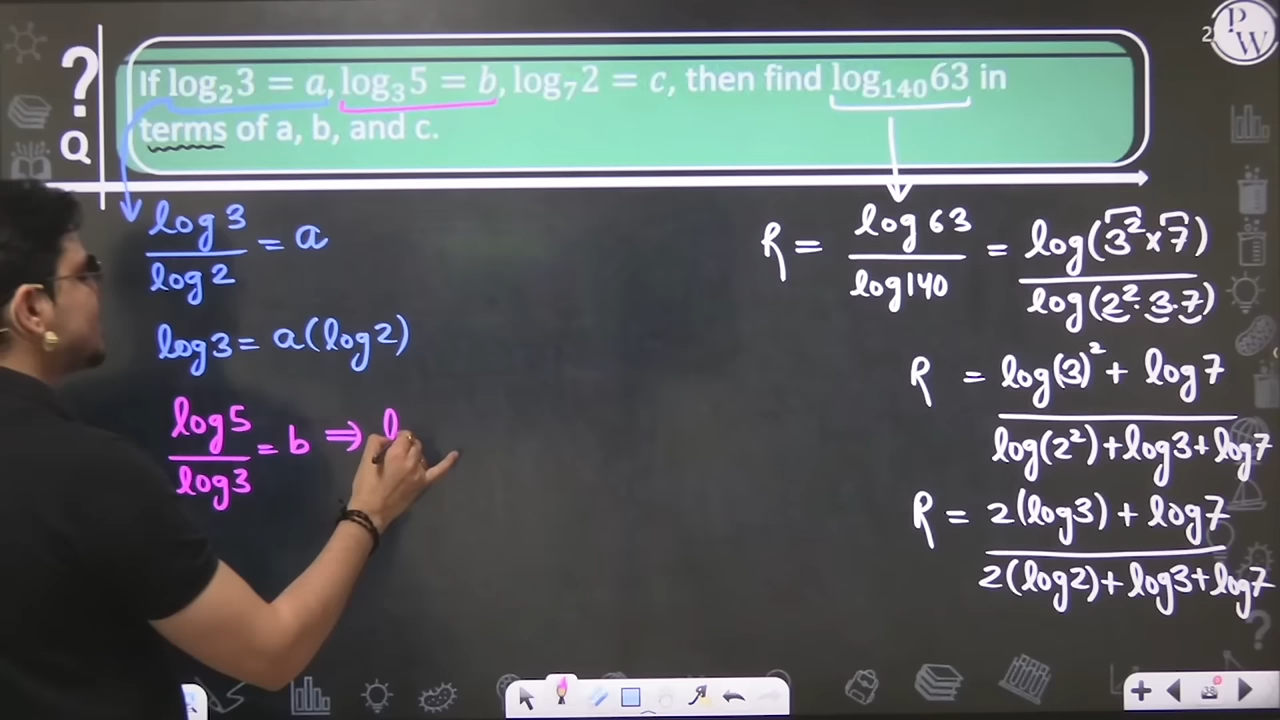 If log₂3 = a, log₃5 = b, log₇2 = c, then find log₁₄₀63 in
terms of a, b, and c.
? Q
P W
2
log 3 / log 2 = a
log 3 = a(log 2)
log 5 / log 3 = b ⇒ l
R = log 63 / log 140 = log(3² × 7) / log(2² · 3 · 7)
R = log(3)² + log 7 / log(2²) + log 3 + log 7
R = 2(log 3) + log 7 / 2(log 2) + log 3 + log 7
38